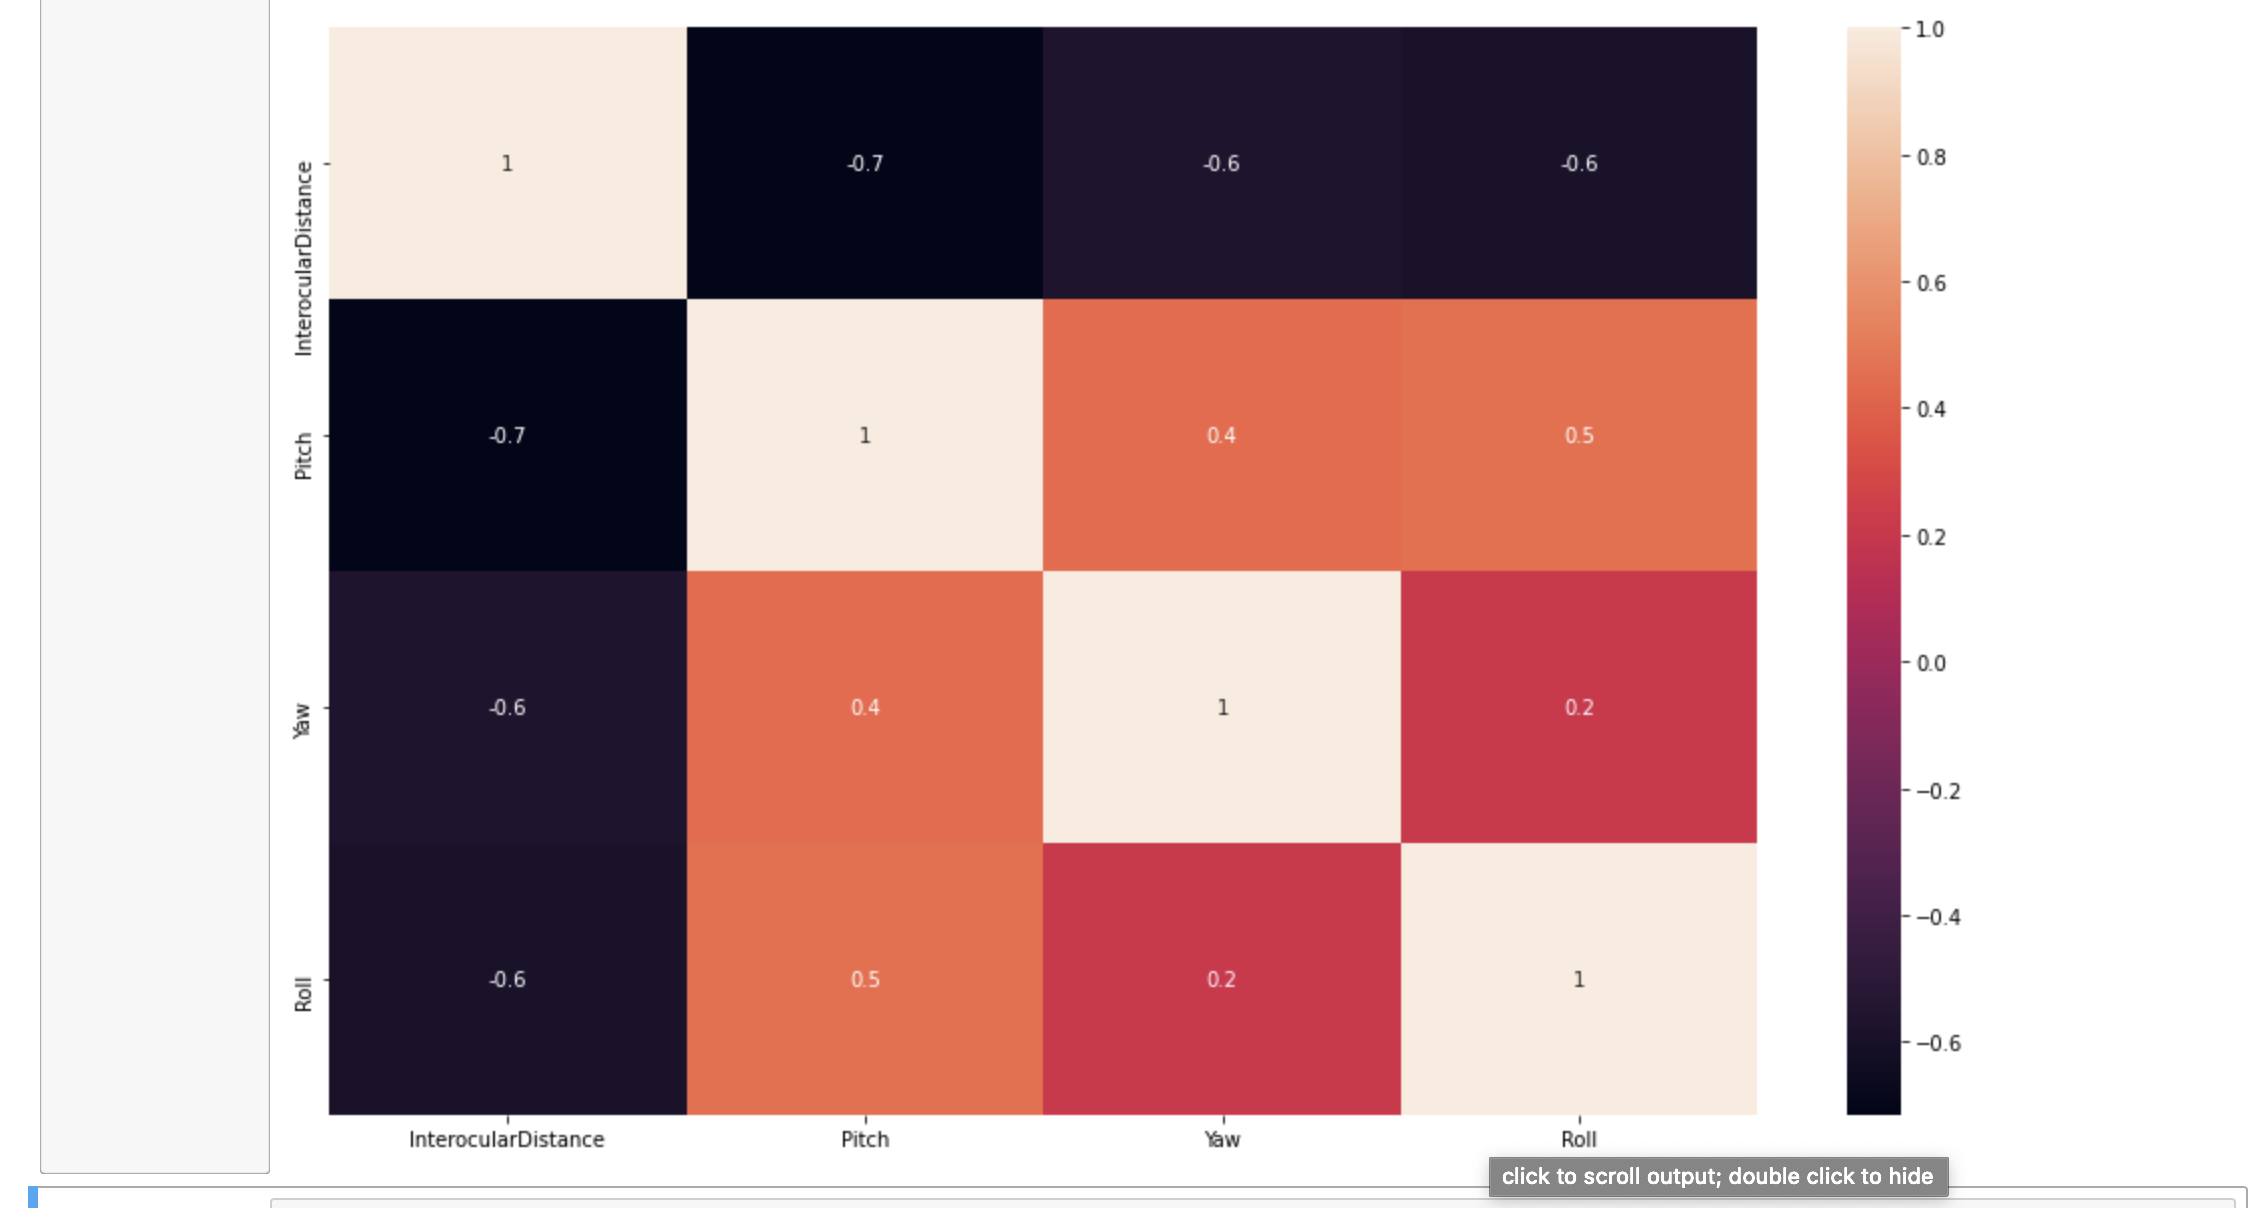 1.0
InterocularDistance 1 -0.7 -0.6 -0.6
0.8
0.6
Pitch -0.7 1 0.4 0.5
0.4
0.2
0.0
Yaw -0.6 0.4 1 0.2
−0.2
−0.4
Roll -0.6 0.5 0.2 1
−0.6
InterocularDistance Pitch Yaw Roll
click to scroll output; double click to hide